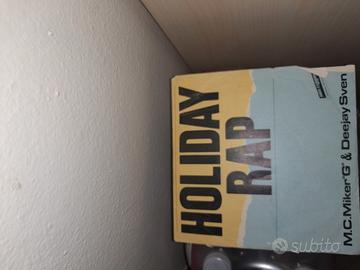 HOLIDAY
RAP
M.C.Miker"G" & Deejay Sven
subito